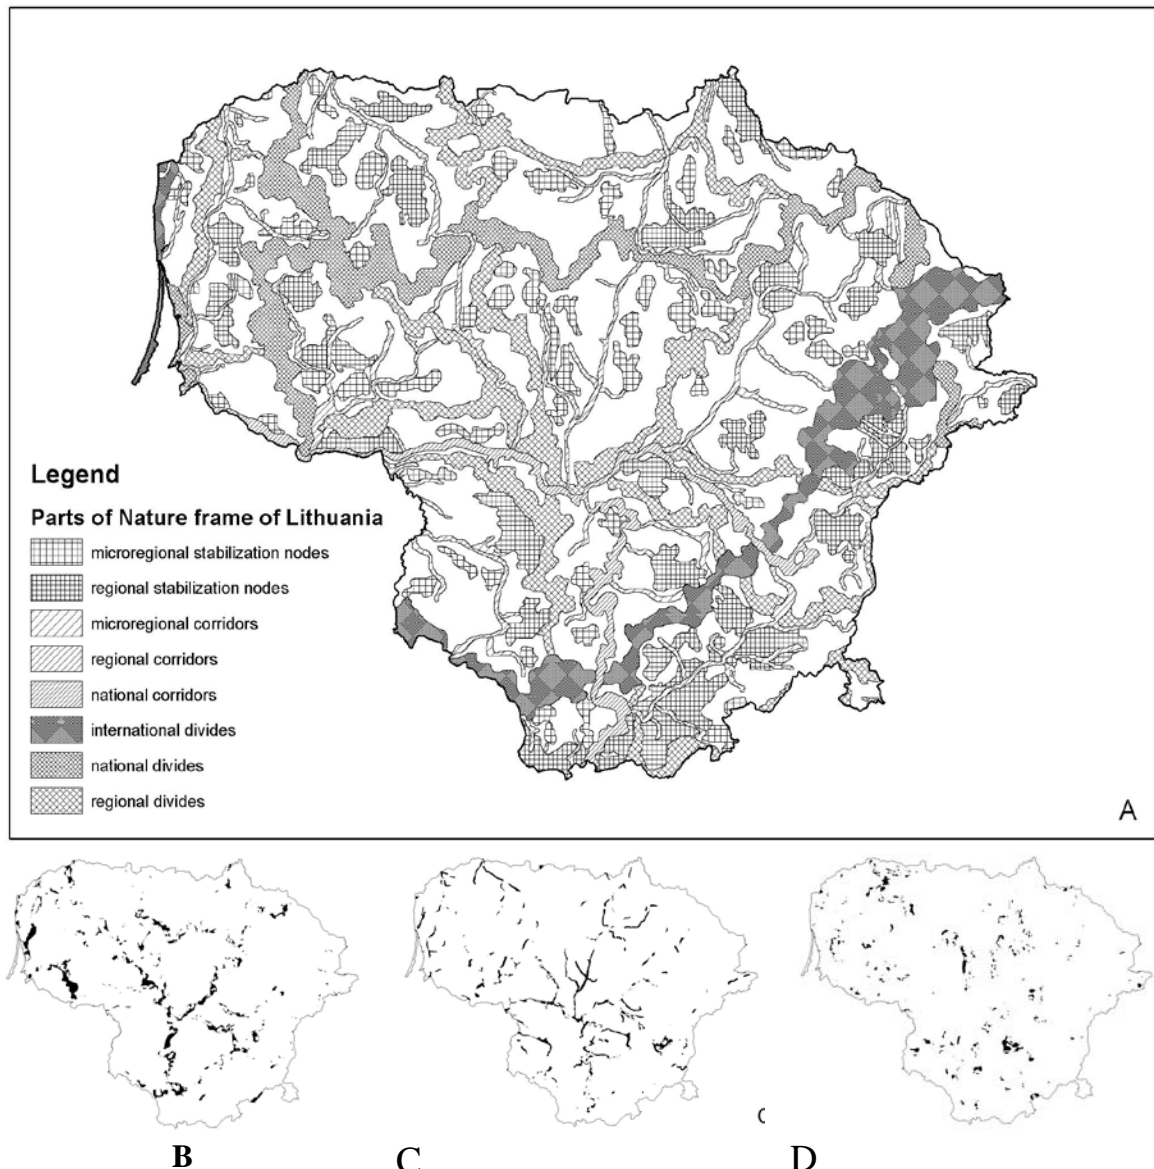 Legend
Parts of Nature frame of Lithuania
microregional stabilization nodes
regional stabilization nodes
microregional corridors
regional corridors
national corridors
international divides
national divides
regional divides
A
B
C
D